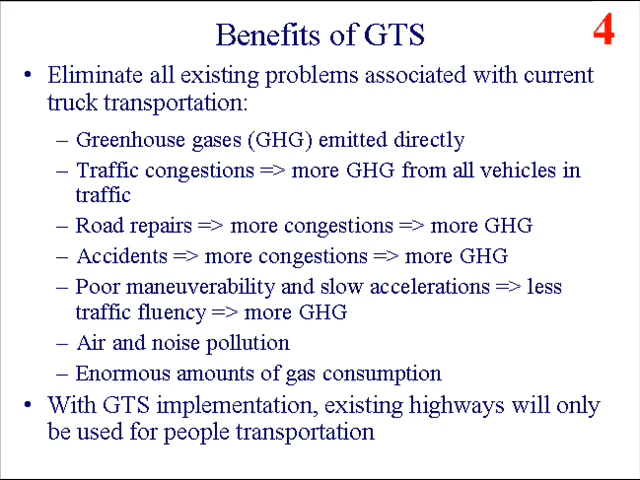 Benefits of GTS
4
• Eliminate all existing problems associated with current
truck transportation:
– Greenhouse gases (GHG) emitted directly
– Traffic congestions => more GHG from all vehicles in
traffic
– Road repairs => more congestions => more GHG
– Accidents => more congestions => more GHG
– Poor maneuverability and slow accelerations => less
traffic fluency => more GHG
– Air and noise pollution
– Enormous amounts of gas consumption
• With GTS implementation, existing highways will only
be used for people transportation